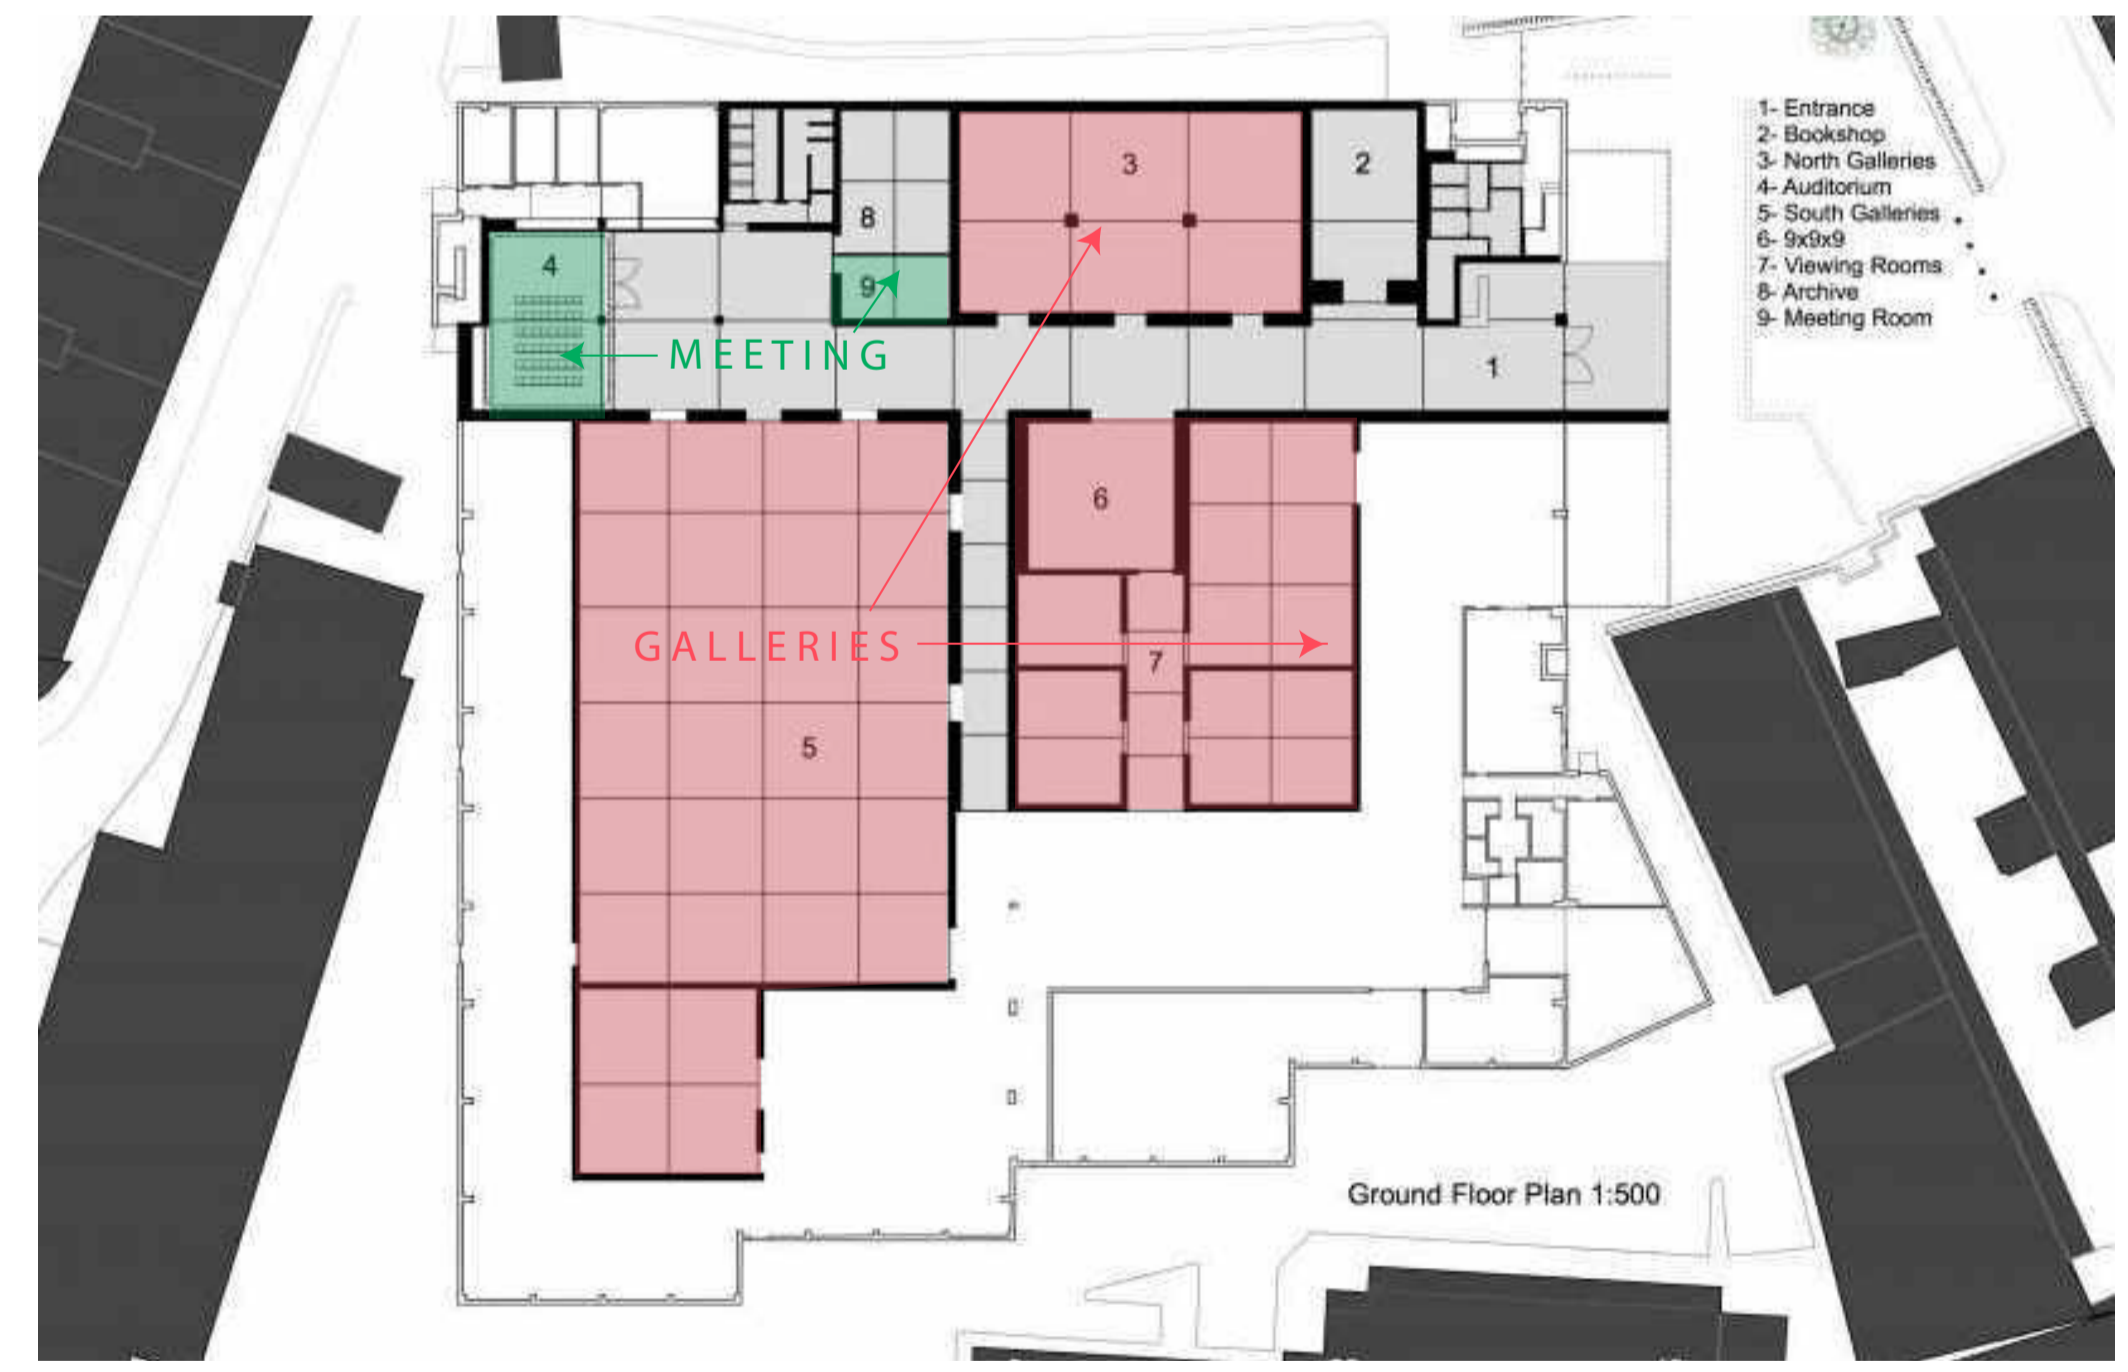 1- Entrance
2- Bookshop
3- North Galleries
4- Auditorium
5- South Galleries
6- 9x9x9
7- Viewing Rooms
8- Archive
9- Meeting Room
3
2
8
4
9
MEETING
1
6
GALLERIES
7
5
Ground Floor Plan 1:500